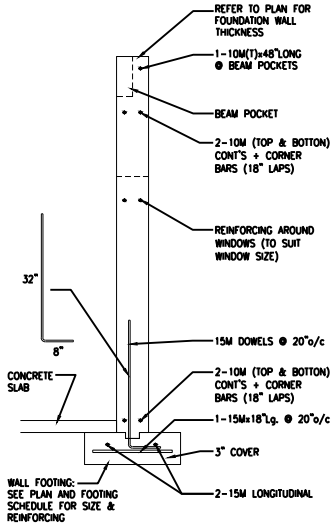 REFER TO PLAN FOR
FOUNDATION WALL
THICKNESS
1-10M(T)x48"LONG
@ BEAM POCKETS
BEAM POCKET
2-10M (TOP & BOTTON)
CONT'S + CORNER
BARS (18" LAPS)
REINFORCING AROUND
WINDOWS (TO SUIT
WINDOW SIZE)
32"
8"
15M DOWELS @ 20"o/c
CONCRETE
SLAB
2-10M (TOP & BOTTON)
CONT'S + CORNER
BARS (18" LAPS)
1-15Mx18"Lg. @ 20"o/c
3" COVER
WALL FOOTING:
SEE PLAN AND FOOTING
SCHEDULE FOR SIZE &
REINFORCING
2-15M LONGITUDINAL